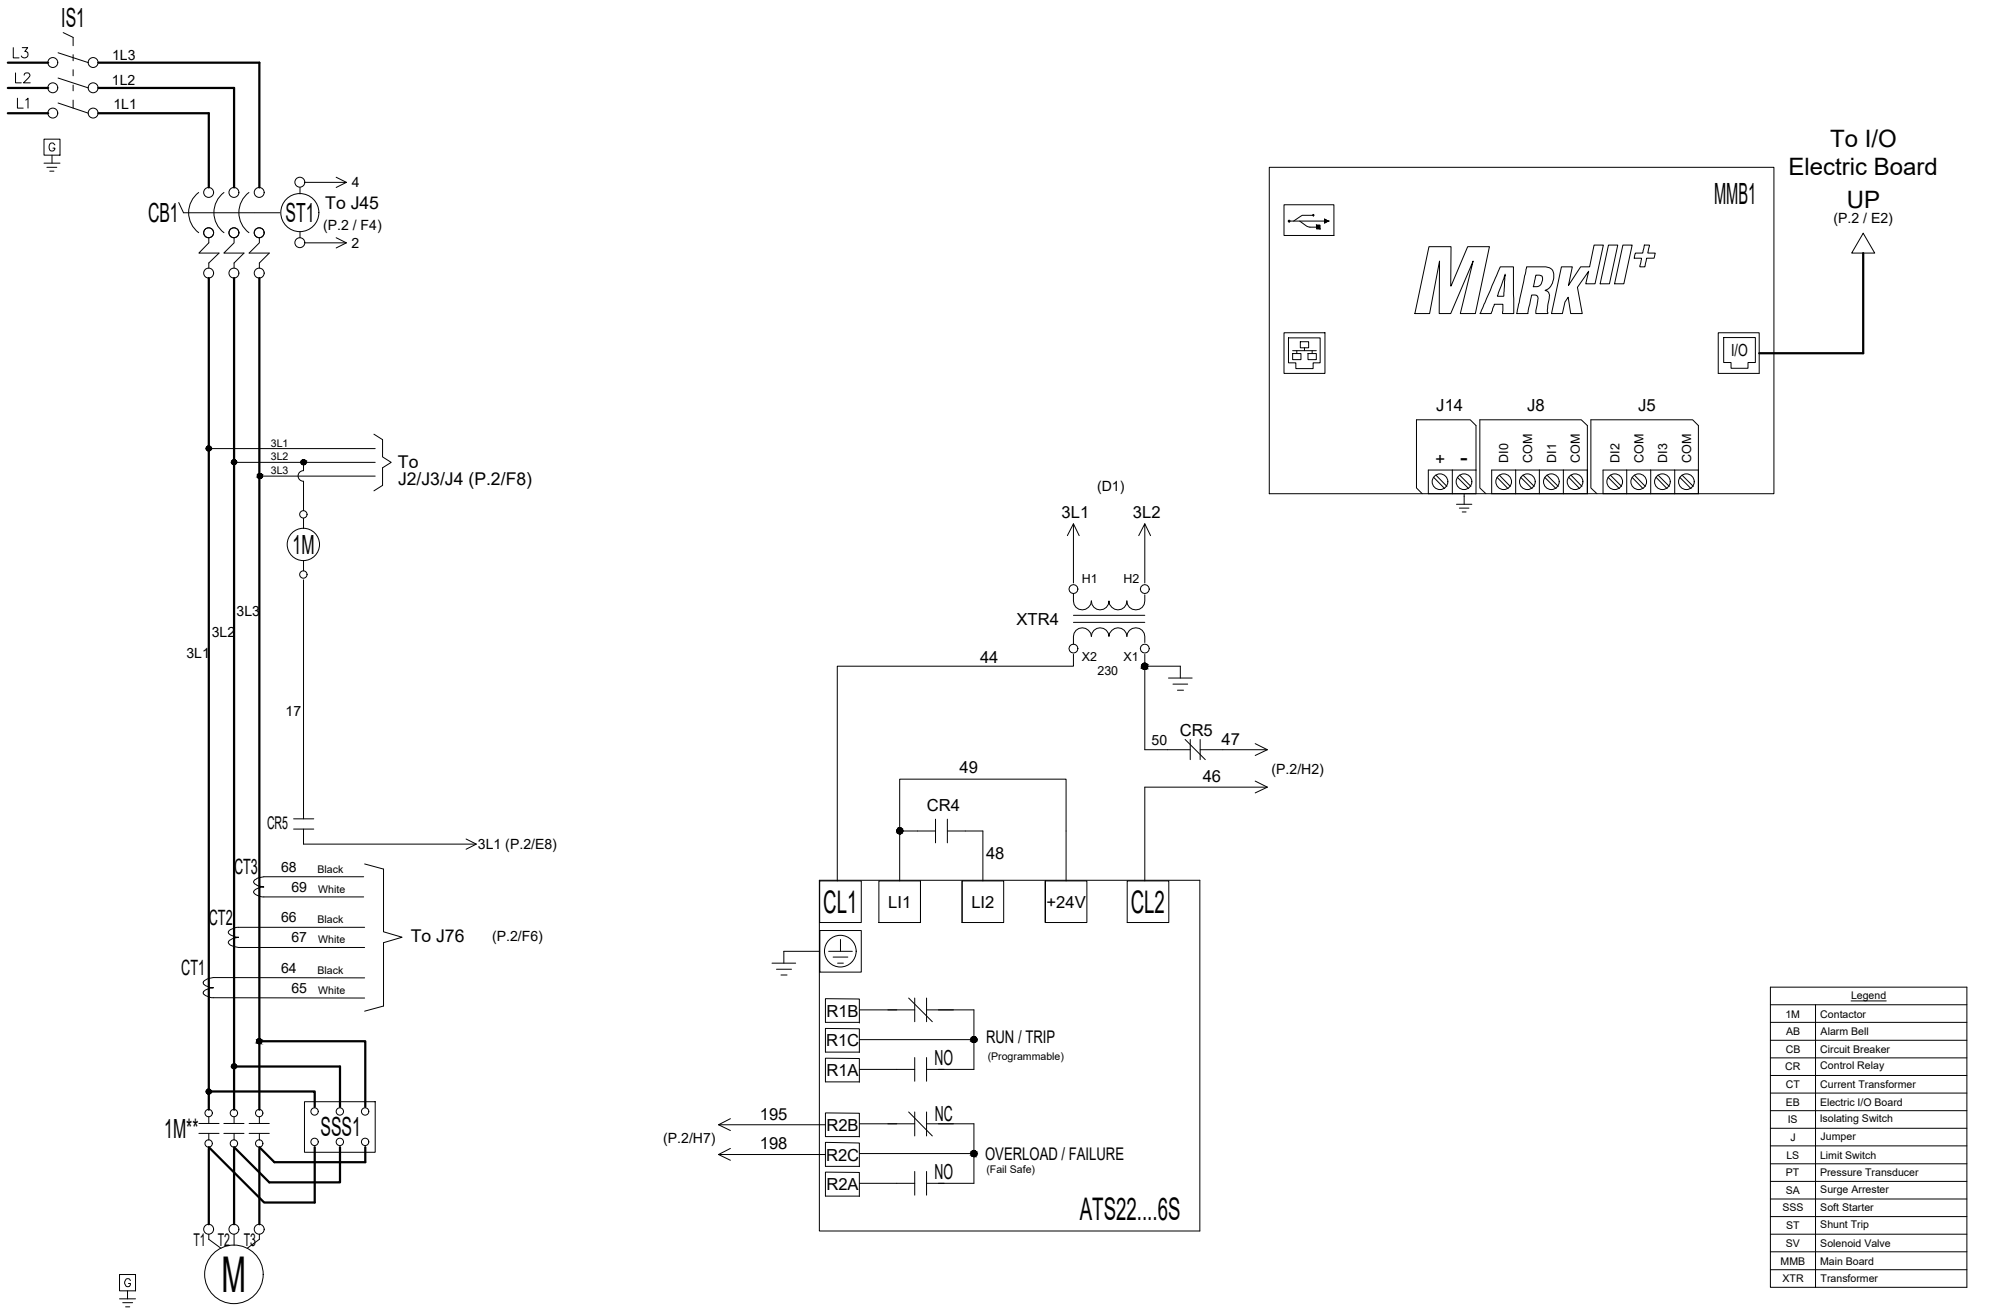 IS1
L3 1L3
L2 1L2
L1 1L1
G
CB1
ST1
4
To J45
(P.2 / F4)
2
3L1
3L2
3L3
To
J2/J3/J4 (P.2/F8)
1M
3L3
3L2
3L1
17
CR5
3L1 (P.2/E8)
CT3
68 Black
69 White
CT2
66 Black
67 White
CT1
64 Black
65 White
To J76 (P.2/F6)
1M**
SSS1
T1 T2 T3
M
G
(D1)
3L1 3L2
H1 H2
XTR4
X2 X1
230
44
50 CR5 47
46
(P.2/H2)
49
CR4
48
CL1 LI1 LI2 +24V CL2
R1B
R1C
R1A
NO
RUN / TRIP
(Programmable)
195
198
(P.2/H7)
R2B
R2C
R2A
NC
NO
OVERLOAD / FAILURE
(Fail Safe)
ATS22....6S
MMB1
MARK III+
I/O
To I/O
Electric Board
UP
(P.2 / E2)
J14 J8 J5
+ - DI0 COM DI1 COM DI2 COM DI3 COM
Legend
1M Contactor
AB Alarm Bell
CB Circuit Breaker
CR Control Relay
CT Current Transformer
EB Electric I/O Board
IS Isolating Switch
J Jumper
LS Limit Switch
PT Pressure Transducer
SA Surge Arrester
SSS Soft Starter
ST Shunt Trip
SV Solenoid Valve
MMB Main Board
XTR Transformer